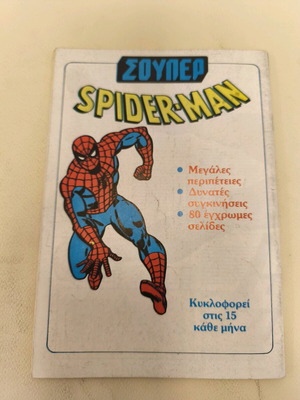 ΣΟΥΠΕΡ
SPIDER-MAN
• Μεγάλες
περιπέτειες
• Δυνατές
συγκινήσεις
• 80 έγχρωμες
σελίδες
Κυκλοφορεί
στις 15
κάθε μήνα